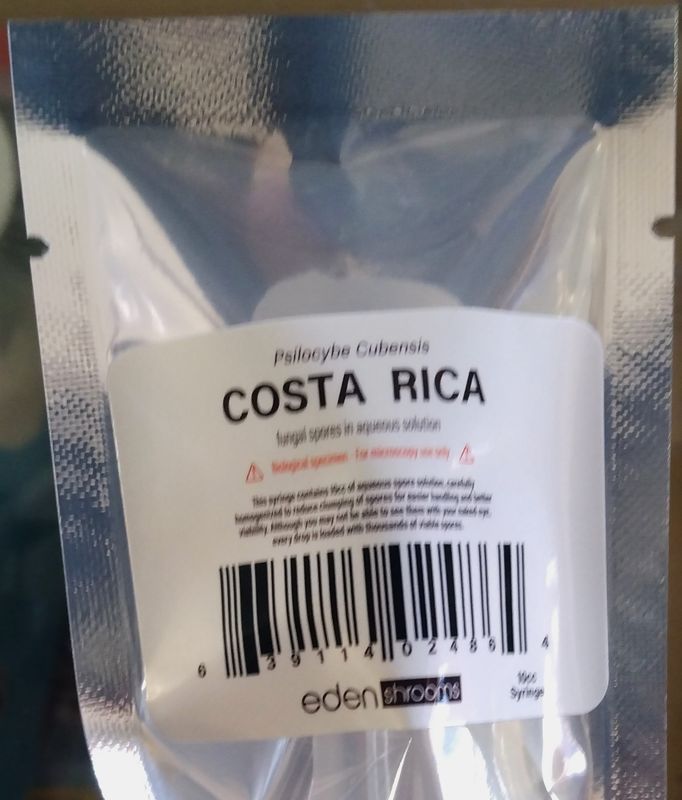 Psilocybe Cubensis
COSTA RICA
fungal spores in aqueous solution
Biological specimen - For microscopy use only
This syringe contains 10cc of aqueous spore solution carefully
homogenized to reduce clumping of spores for easier handling and better
viability. Although you may not be able to see them with your naked eye,
every drop is loaded with thousands of viable spores.
6 39114 02486 4
eden shrooms
10cc
Syringe